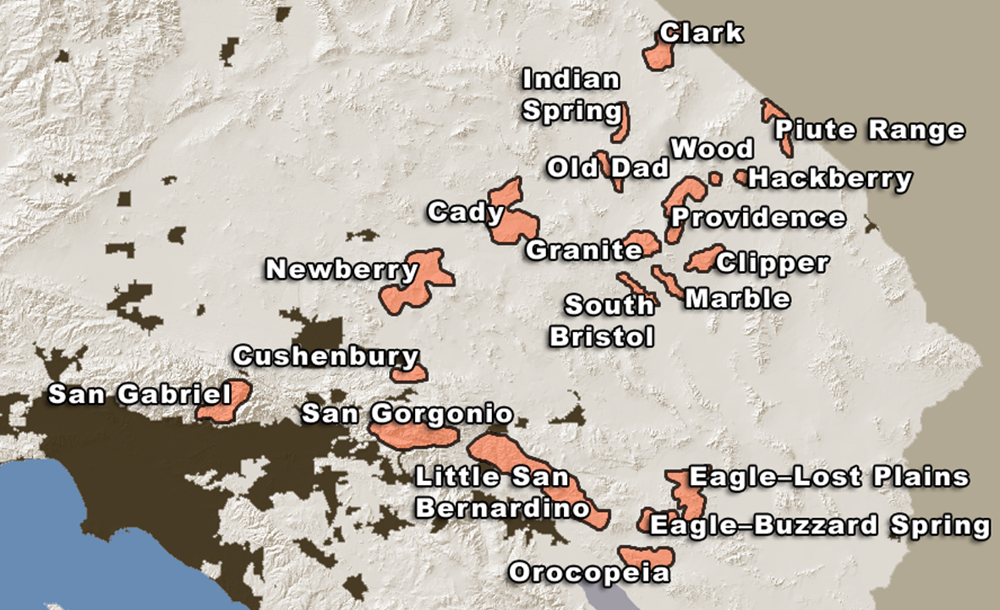 Clark
Indian
Spring
Piute Range
Wood
Old Dad
Hackberry
Cady
Providence
Granite
Clipper
Newberry
Marble
South
Bristol
Cushenbury
San Gabriel
San Gorgonio
Little San
Bernardino
Eagle–Lost Plains
Eagle–Buzzard Spring
Orocopeia